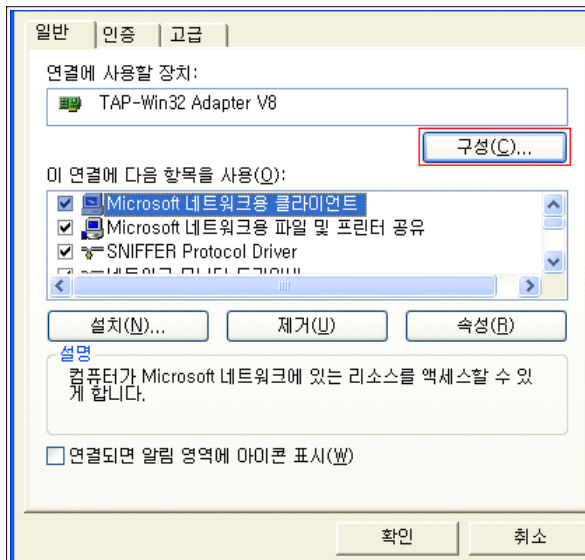 일반 인증 고급
연결에 사용할 장치:
TAP-Win32 Adapter V8
구성(C)...
이 연결에 다음 항목을 사용(O):
Microsoft 네트워크용 클라이언트
Microsoft 네트워크용 파일 및 프린터 공유
SNIFFER Protocol Driver
설치(N)... 제거(U) 속성(R)
설명
컴퓨터가 Microsoft 네트워크에 있는 리소스를 액세스할 수 있
게 합니다.
연결되면 알림 영역에 아이콘 표시(W)
확인 취소